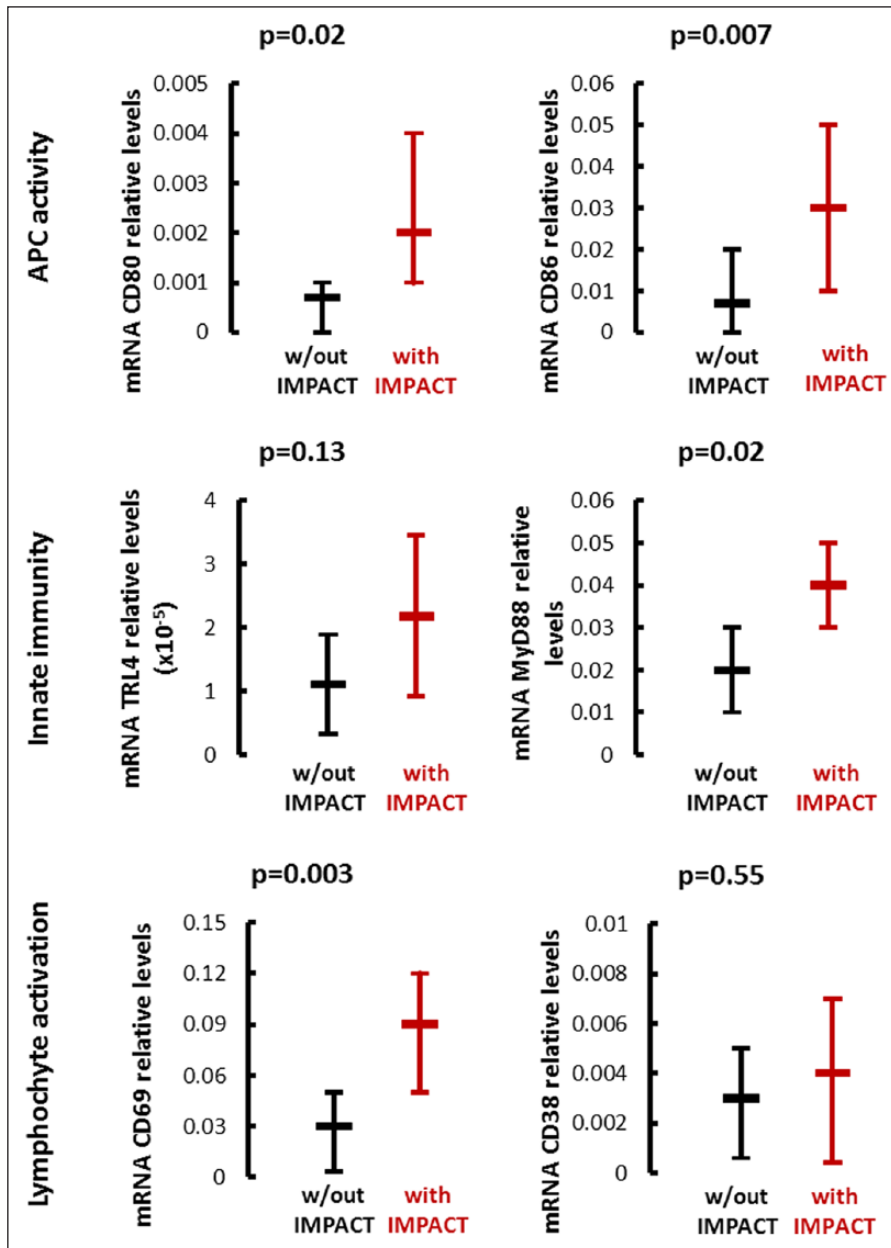 APC activity
p=0.02
mRNA CD80 relative levels
0.005
0.004
0.003
0.002
0.001
0
w/out
IMPACT
with
IMPACT
p=0.007
mRNA CD86 relative levels
0.06
0.05
0.04
0.03
0.02
0.01
0
w/out
IMPACT
with
IMPACT
Innate immunity
p=0.13
mRNA TRL4 relative levels
(x10⁻⁵)
4
3
2
1
0
w/out
IMPACT
with
IMPACT
p=0.02
mRNA MyD88 relative
levels
0.06
0.05
0.04
0.03
0.02
0.01
0
w/out
IMPACT
with
IMPACT
Lymphochyte activation
p=0.003
mRNA CD69 relative levels
0.15
0.12
0.09
0.06
0.03
0
w/out
IMPACT
with
IMPACT
p=0.55
mRNA CD38 relative levels
0.01
0.008
0.006
0.004
0.002
0
w/out
IMPACT
with
IMPACT